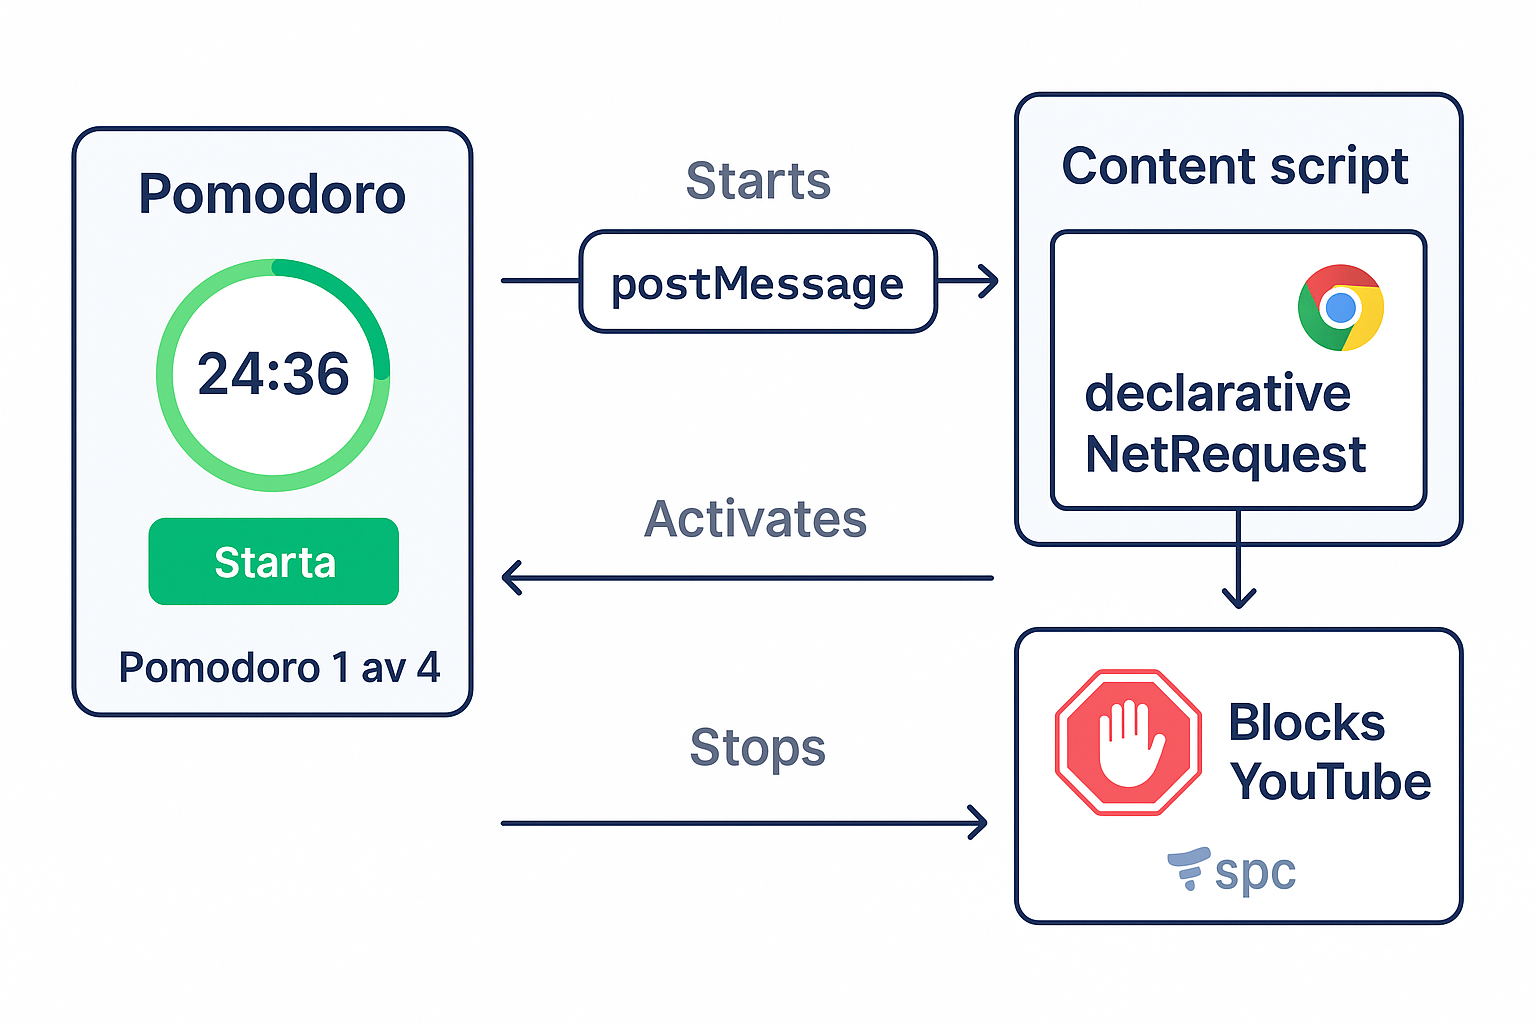 Pomodoro
24:36
Starta
Pomodoro 1 av 4
Starts
postMessage
Activates
Stops
Content script
declarative
NetRequest
Blocks
YouTube
spc